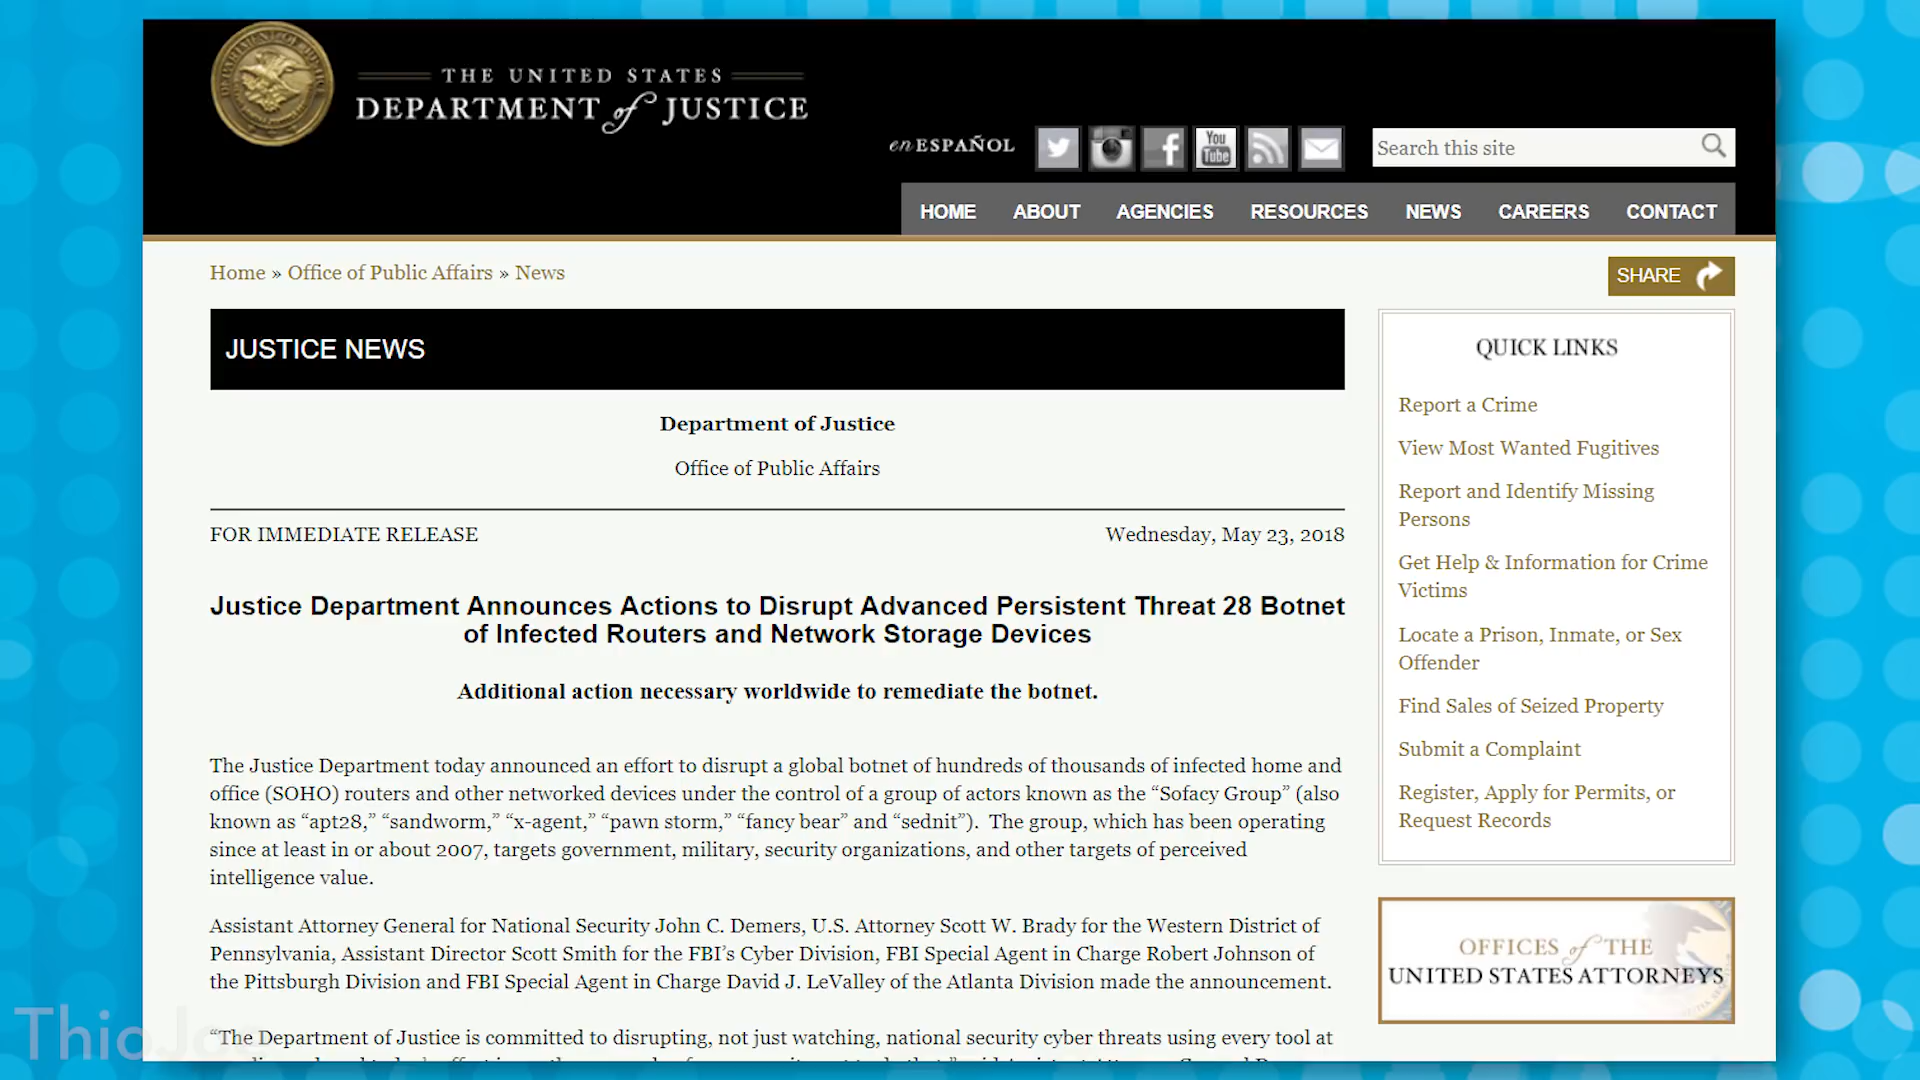 THE UNITED STATES
DEPARTMENT of JUSTICE
en ESPAÑOL
You
Tube
Search this site
HOME ABOUT AGENCIES RESOURCES NEWS CAREERS CONTACT
Home » Office of Public Affairs » News
SHARE
JUSTICE NEWS
Department of Justice
Office of Public Affairs
FOR IMMEDIATE RELEASE
Wednesday, May 23, 2018
Justice Department Announces Actions to Disrupt Advanced Persistent Threat 28 Botnet
of Infected Routers and Network Storage Devices
Additional action necessary worldwide to remediate the botnet.
The Justice Department today announced an effort to disrupt a global botnet of hundreds of thousands of infected home and
office (SOHO) routers and other networked devices under the control of a group of actors known as the “Sofacy Group” (also
known as “apt28,” “sandworm,” “x-agent,” “pawn storm,” “fancy bear” and “sednit”).  The group, which has been operating
since at least in or about 2007, targets government, military, security organizations, and other targets of perceived
intelligence value.
Assistant Attorney General for National Security John C. Demers, U.S. Attorney Scott W. Brady for the Western District of
Pennsylvania, Assistant Director Scott Smith for the FBI’s Cyber Division, FBI Special Agent in Charge Robert Johnson of
the Pittsburgh Division and FBI Special Agent in Charge David J. LeValley of the Atlanta Division made the announcement.
“The Department of Justice is committed to disrupting, not just watching, national security cyber threats using every tool at
QUICK LINKS
Report a Crime
View Most Wanted Fugitives
Report and Identify Missing
Persons
Get Help & Information for Crime
Victims
Locate a Prison, Inmate, or Sex
Offender
Find Sales of Seized Property
Submit a Complaint
Register, Apply for Permits, or
Request Records
OFFICES of THE
UNITED STATES ATTORNEYS
ThioJoe